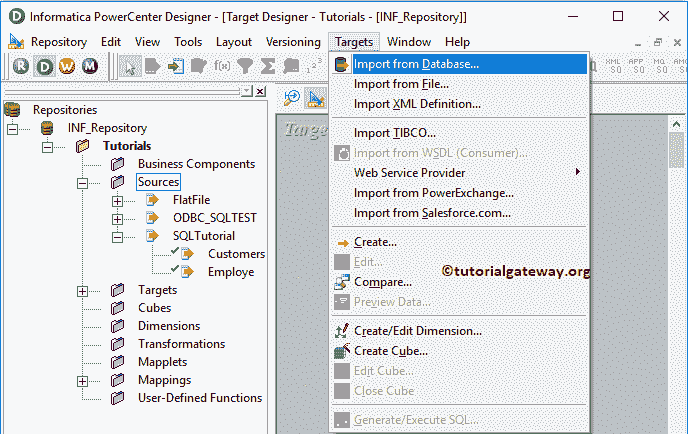 Informatica PowerCenter Designer - [Target Designer - Tutorials - [INF_Repository]]
Repository Edit View Tools Layout Versioning Targets Window Help
R D W M
Repositories
INF_Repository
Tutorials
Business Components
Sources
FlatFile
ODBC_SQLTEST
SQLTutorial
Customers
Employe
Targets
Cubes
Dimensions
Transformations
Mapplets
Mappings
User-Defined Functions
Import from Database...
Import from File...
Import XML Definition...
Import TIBCO...
Import from WSDL (Consumer)...
Web Service Provider
Import from PowerExchange...
Import from Salesforce.com...
Create...
Edit...
Compare...
Preview Data...
Create/Edit Dimension...
Create Cube...
Edit Cube...
Close Cube
Generate/Execute SQL...
©tutorialgateway.org
Targe
XML AMM
SQ SQ